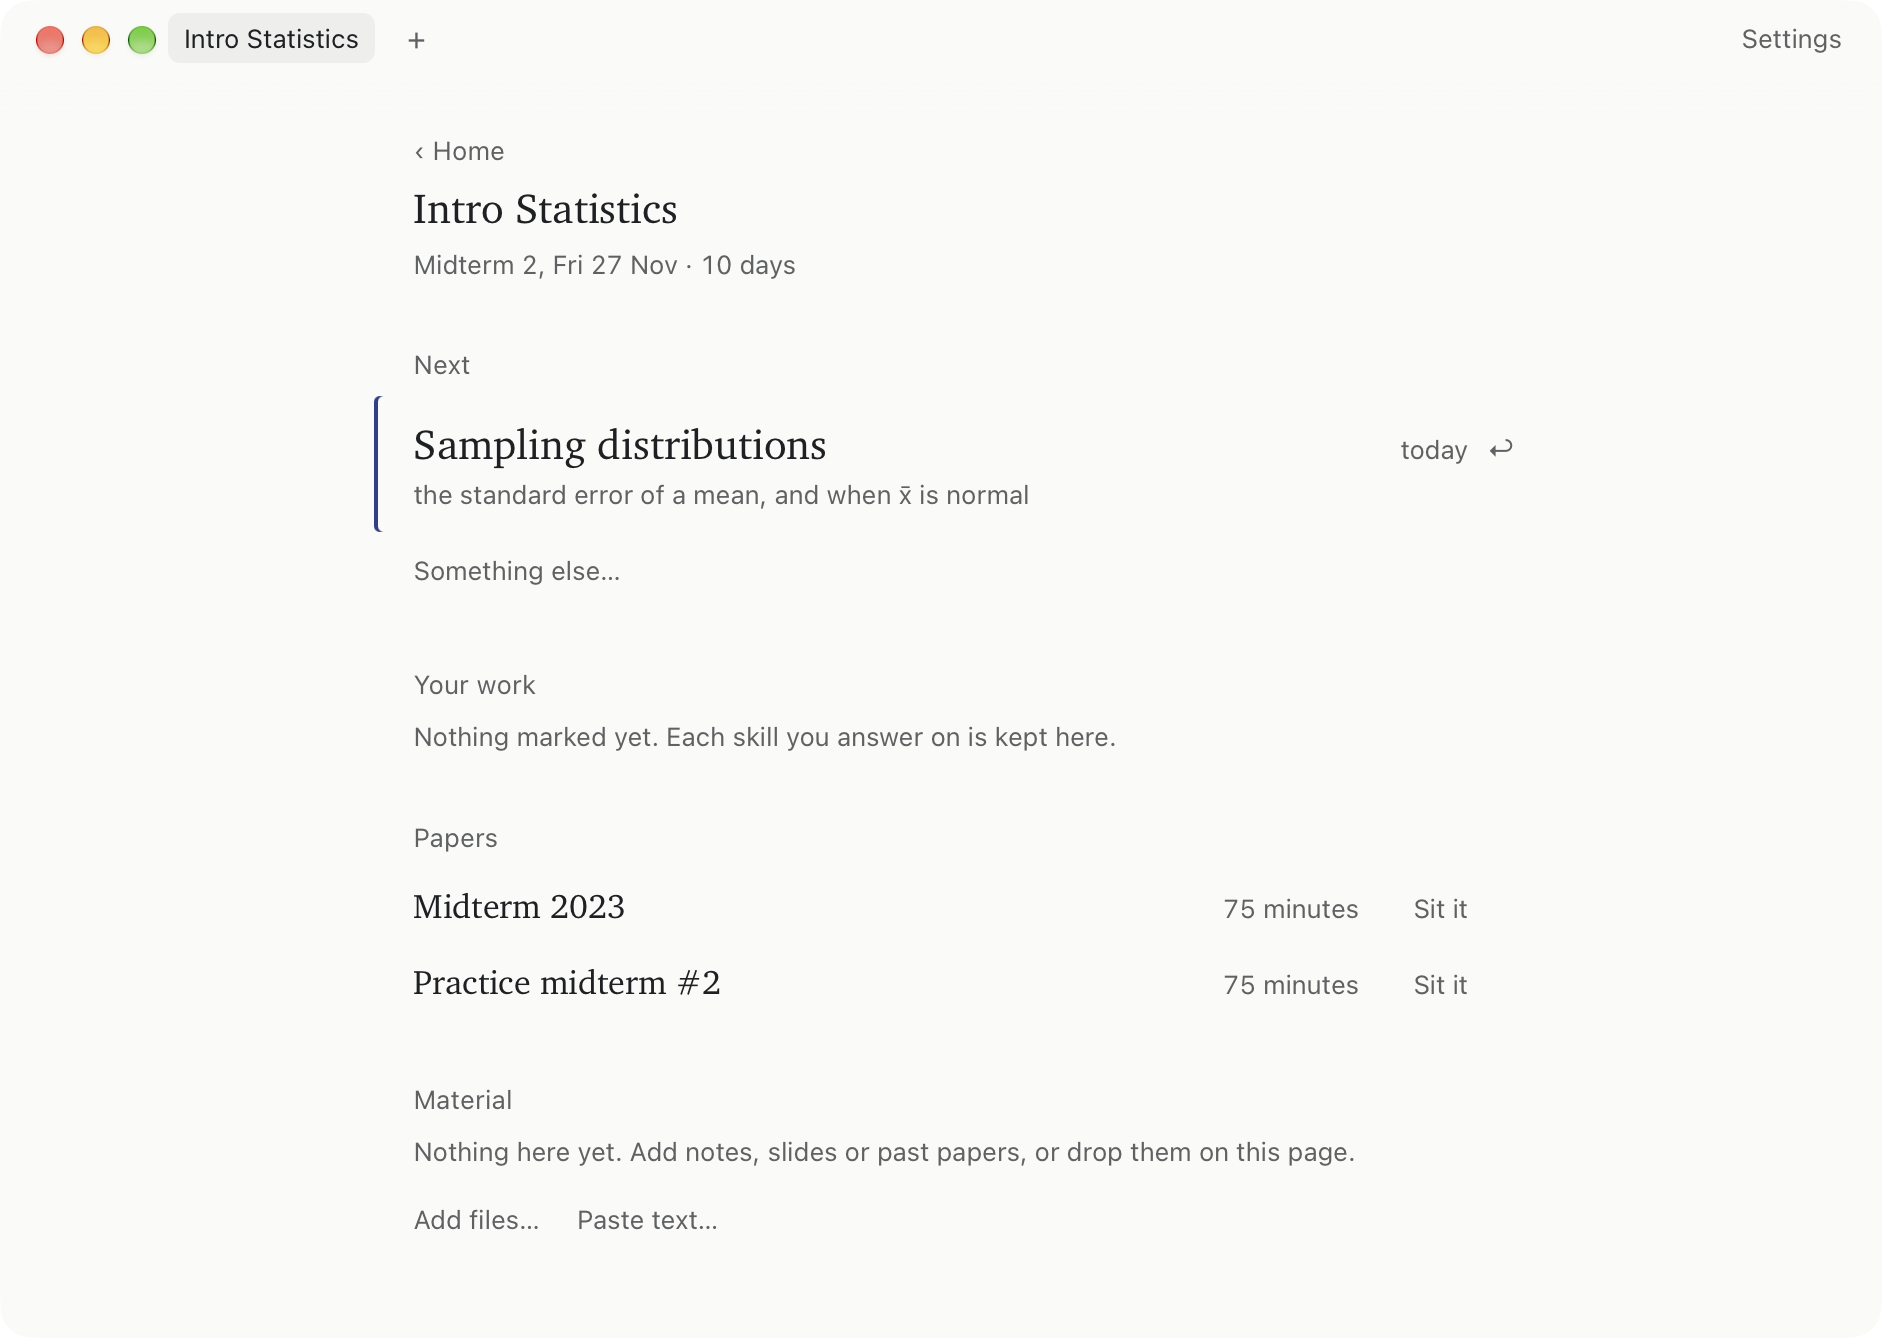 Intro Statistics
+
Settings
‹ Home
Intro Statistics
Midterm 2, Fri 27 Nov · 10 days
Next
Sampling distributions
today ↩
the standard error of a mean, and when x̄ is normal
Something else...
Your work
Nothing marked yet. Each skill you answer on is kept here.
Papers
Midterm 2023 75 minutes Sit it
Practice midterm #2 75 minutes Sit it
Material
Nothing here yet. Add notes, slides or past papers, or drop them on this page.
Add files... Paste text...